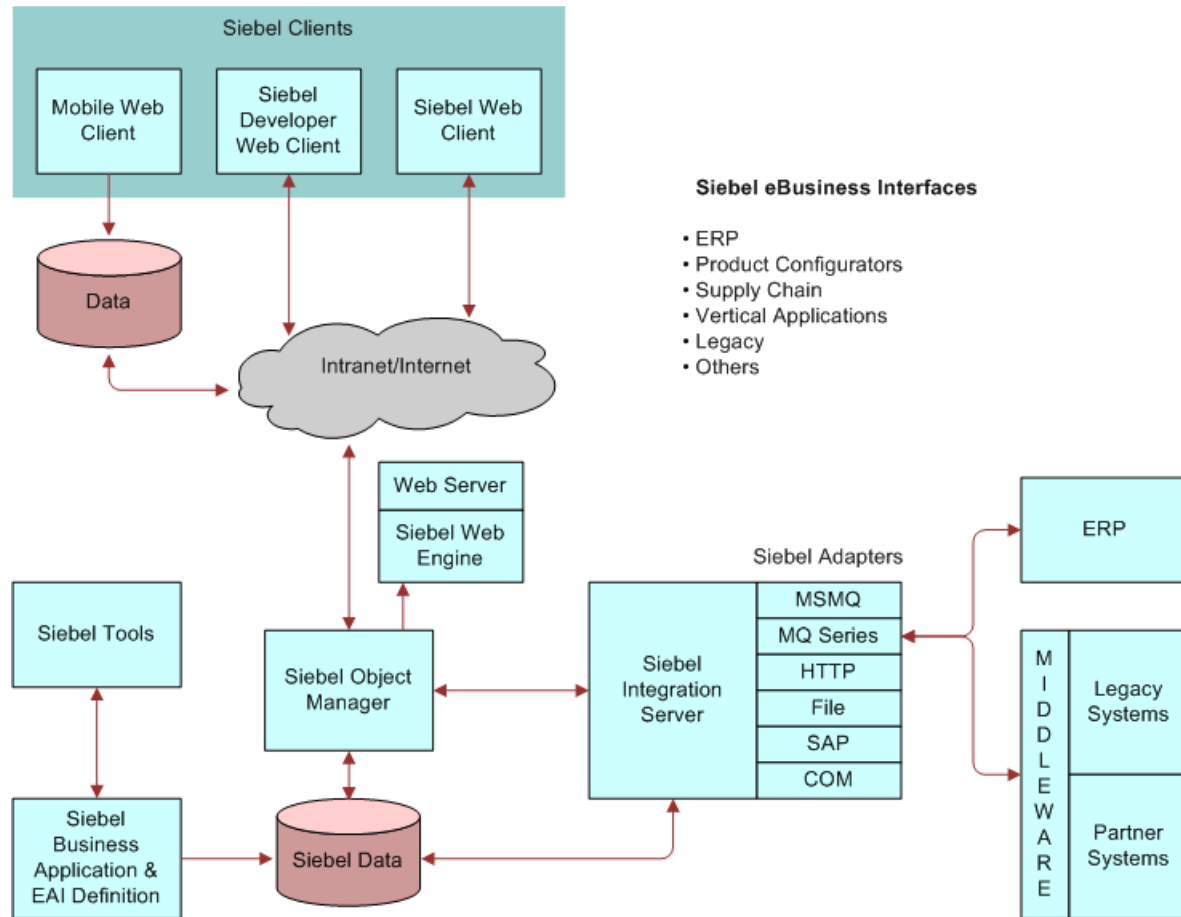 Siebel Clients
Mobile Web
Client
Siebel
Developer
Web Client
Siebel Web
Client
Siebel eBusiness Interfaces
• ERP
• Product Configurators
• Supply Chain
• Vertical Applications
• Legacy
• Others
Data
Intranet/Internet
Web Server
Siebel Web
Engine
Siebel Tools
Siebel Object
Manager
Siebel
Integration
Server
Siebel Adapters
MSMQ
MQ Series
HTTP
File
SAP
COM
ERP
MIDDLEWARE
Legacy
Systems
Partner
Systems
Siebel
Business
Application &
EAI Definition
Siebel Data